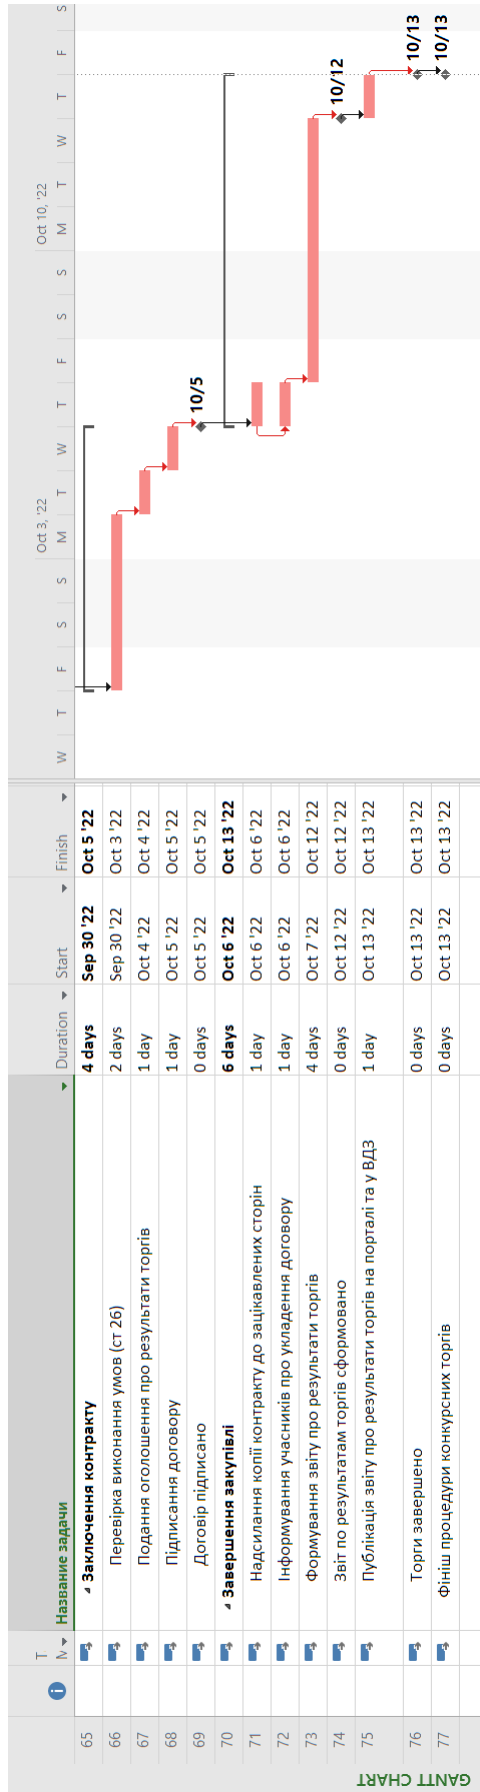 T. Название задачи Duration Start Finish Oct 3, '22 Oct 10, '22
W T F S S M T W T F S S M T W T F S
65 Заключення контракту 4 days Sep 30 '22 Oct 5 '22
66 Перевірка виконання умов (ст 26) 2 days Sep 30 '22 Oct 3 '22
67 Подання оголошення про результати торгів 1 day Oct 4 '22 Oct 4 '22
68 Підписання договору 1 day Oct 5 '22 Oct 5 '22
69 Договір підписано 0 days Oct 5 '22 Oct 5 '22 10/5
70 Завершення закупівлі 6 days Oct 6 '22 Oct 13 '22
71 Надсилання копії контракту до зацікавлених сторін 1 day Oct 6 '22 Oct 6 '22
72 Інформування учасників про укладення договору 1 day Oct 6 '22 Oct 6 '22
73 Формування звіту про результати торгів 4 days Oct 7 '22 Oct 12 '22
74 Звіт по результатам торгів сформовано 0 days Oct 12 '22 Oct 12 '22 10/12
75 Публікація звіту про результати торгів на порталі та у ВДЗ 1 day Oct 13 '22 Oct 13 '22
76 Торги завершено 0 days Oct 13 '22 Oct 13 '22 10/13
77 Фініш процедури конкурсних торгів 0 days Oct 13 '22 Oct 13 '22 10/13
GANTT CHART